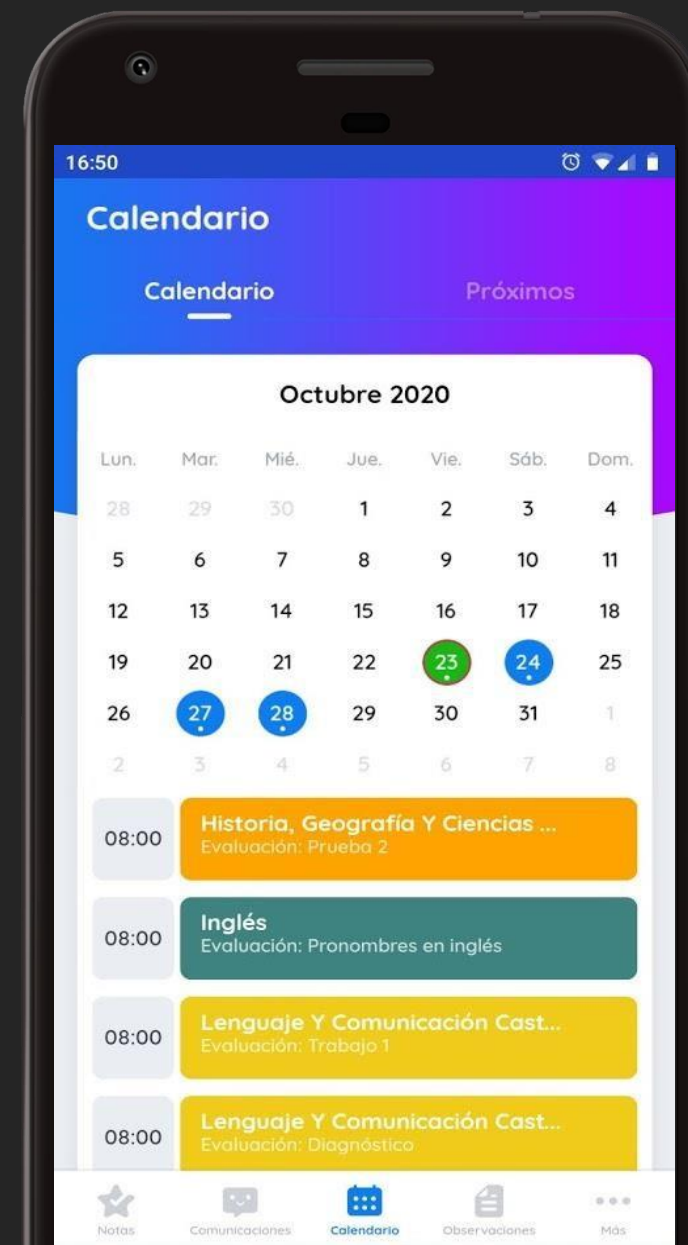 16:50
Calendario
Calendario Próximos
Octubre 2020
Lun. Mar. Mié. Jue. Vie. Sáb. Dom.
28 29 30 1 2 3 4
5 6 7 8 9 10 11
12 13 14 15 16 17 18
19 20 21 22 23 24 25
26 27 28 29 30 31 1
2 3 4 5 6 7 8
08:00 Historia, Geografía Y Ciencias ...
Evaluación: Prueba 2
08:00 Inglés
Evaluación: Pronombres en inglés
08:00 Lenguaje Y Comunicación Cast...
Evaluación: Trabajo 1
08:00 Lenguaje Y Comunicación Cast...
Evaluación: Diagnóstico
Notas Comunicaciones Calendario Observaciones Más